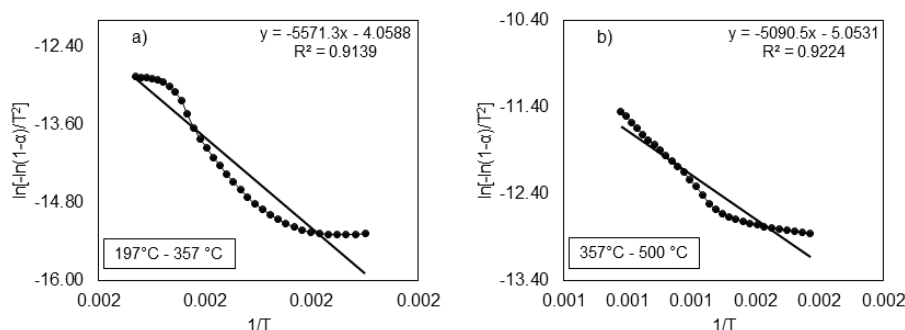 a)
y = -5571.3x - 4.0588
R² = 0.9139
-12.40
-13.60
-14.80
-16.00
ln[-ln(1-α)/T²]
197°C - 357 °C
0.002 0.002 0.002 0.002
1/T
b)
y = -5090.5x - 5.0531
R² = 0.9224
-10.40
-11.40
-12.40
-13.40
ln[-ln(1-α)/T²]
357°C - 500 °C
0.001 0.001 0.001 0.002 0.002 0.002
1/T